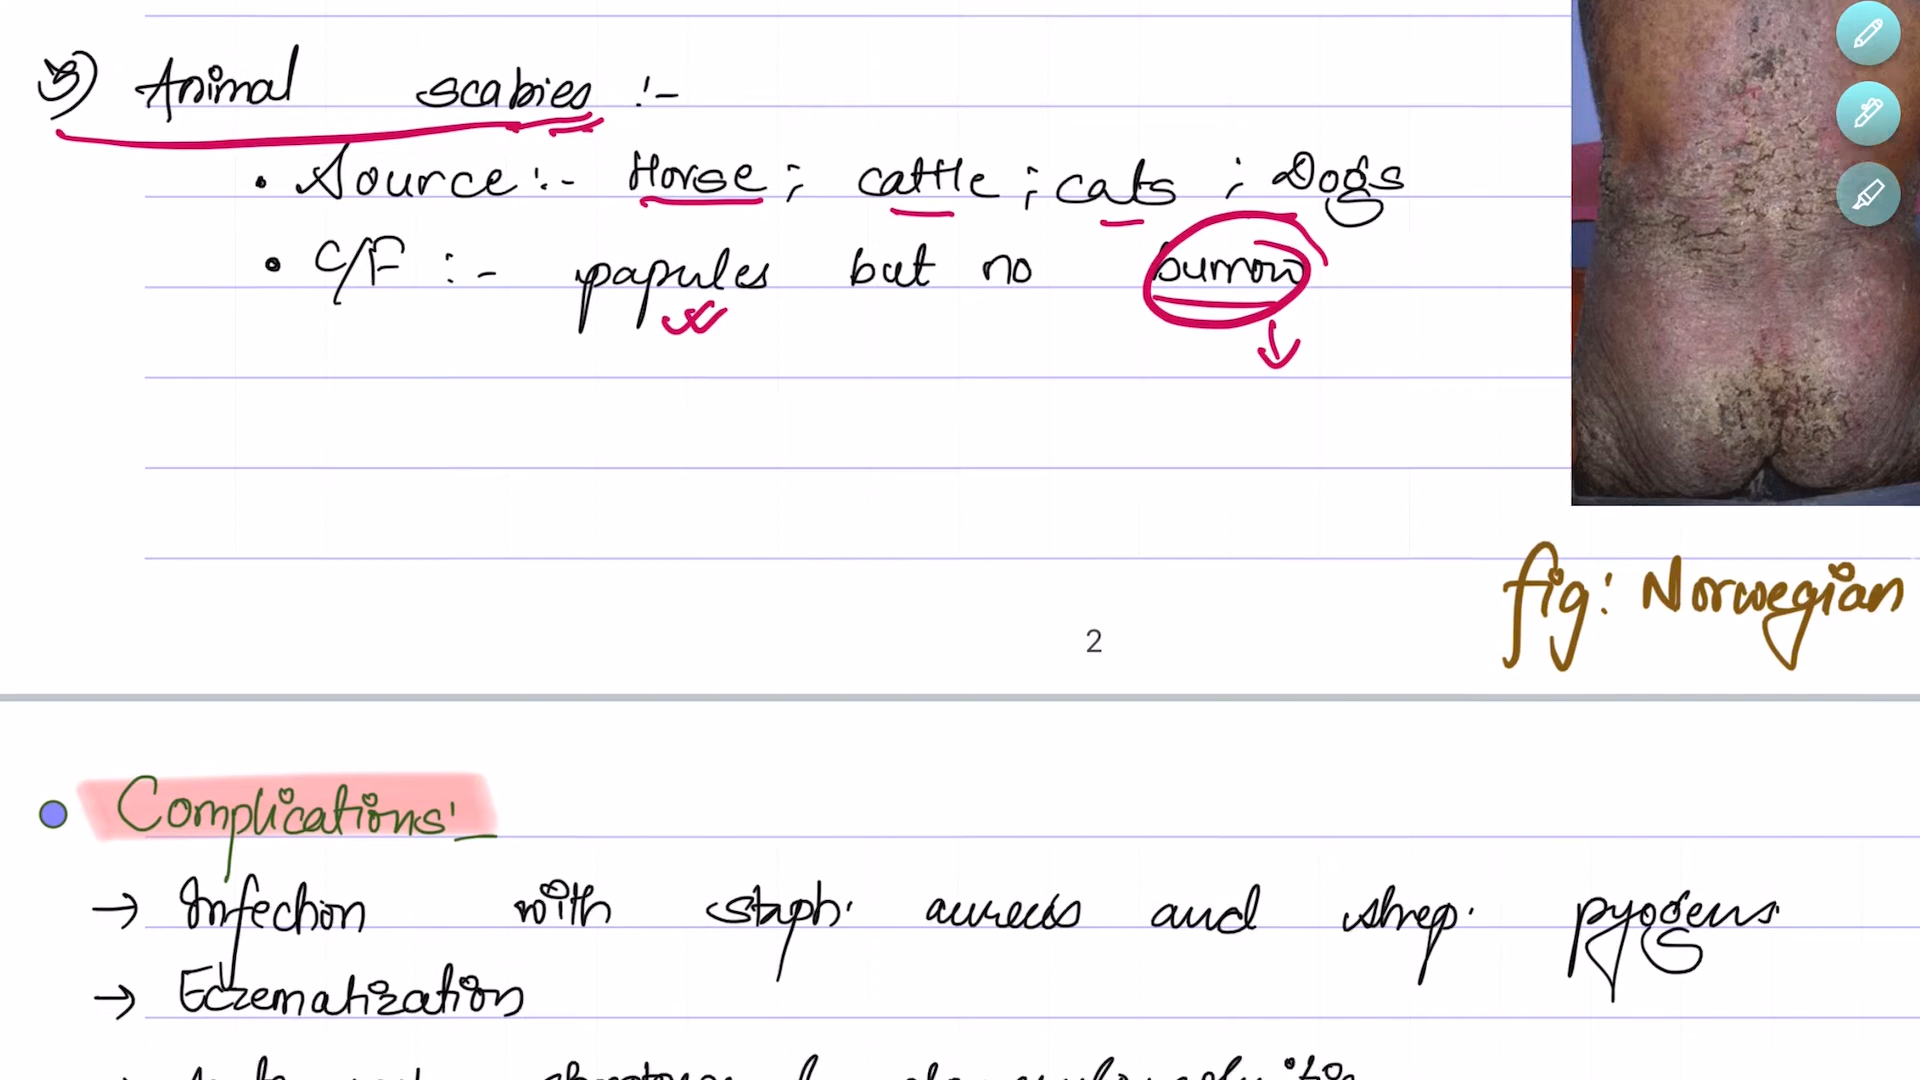 5) Animal scabies :-
• Source :- Horse ; cattle ; cats ; Dogs
• C/F :- papules but no burrow
fig: Norwegian
2
Complications:
→ Infection with staph. aureus and strep. pyogens
→ Eczematization